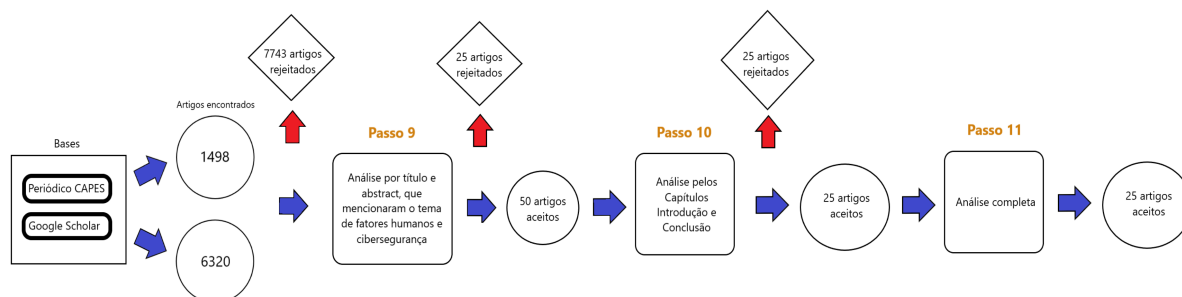 Bases
Periódico CAPES
Google Scholar
Artigos encontrados
1498
6320
7743 artigos
rejeitados
Passo 9
Análise por título e
abstract, que
mencionaram o tema
de fatores humanos e
cibersegurança
25 artigos
rejeitados
50 artigos
aceitos
Passo 10
Análise pelos
Capítulos
Introdução e
Conclusão
25 artigos
rejeitados
25 artigos
aceitos
Passo 11
Análise completa
25 artigos
aceitos